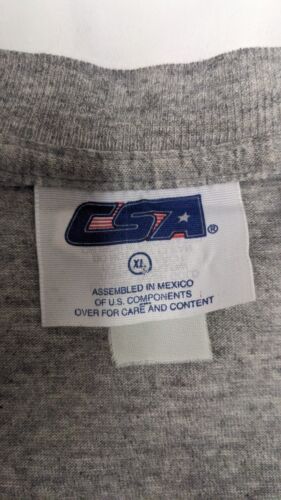 CSA®
XL
ASSEMBLED IN MEXICO
OF U.S. COMPONENTS
OVER FOR CARE AND CONTENT